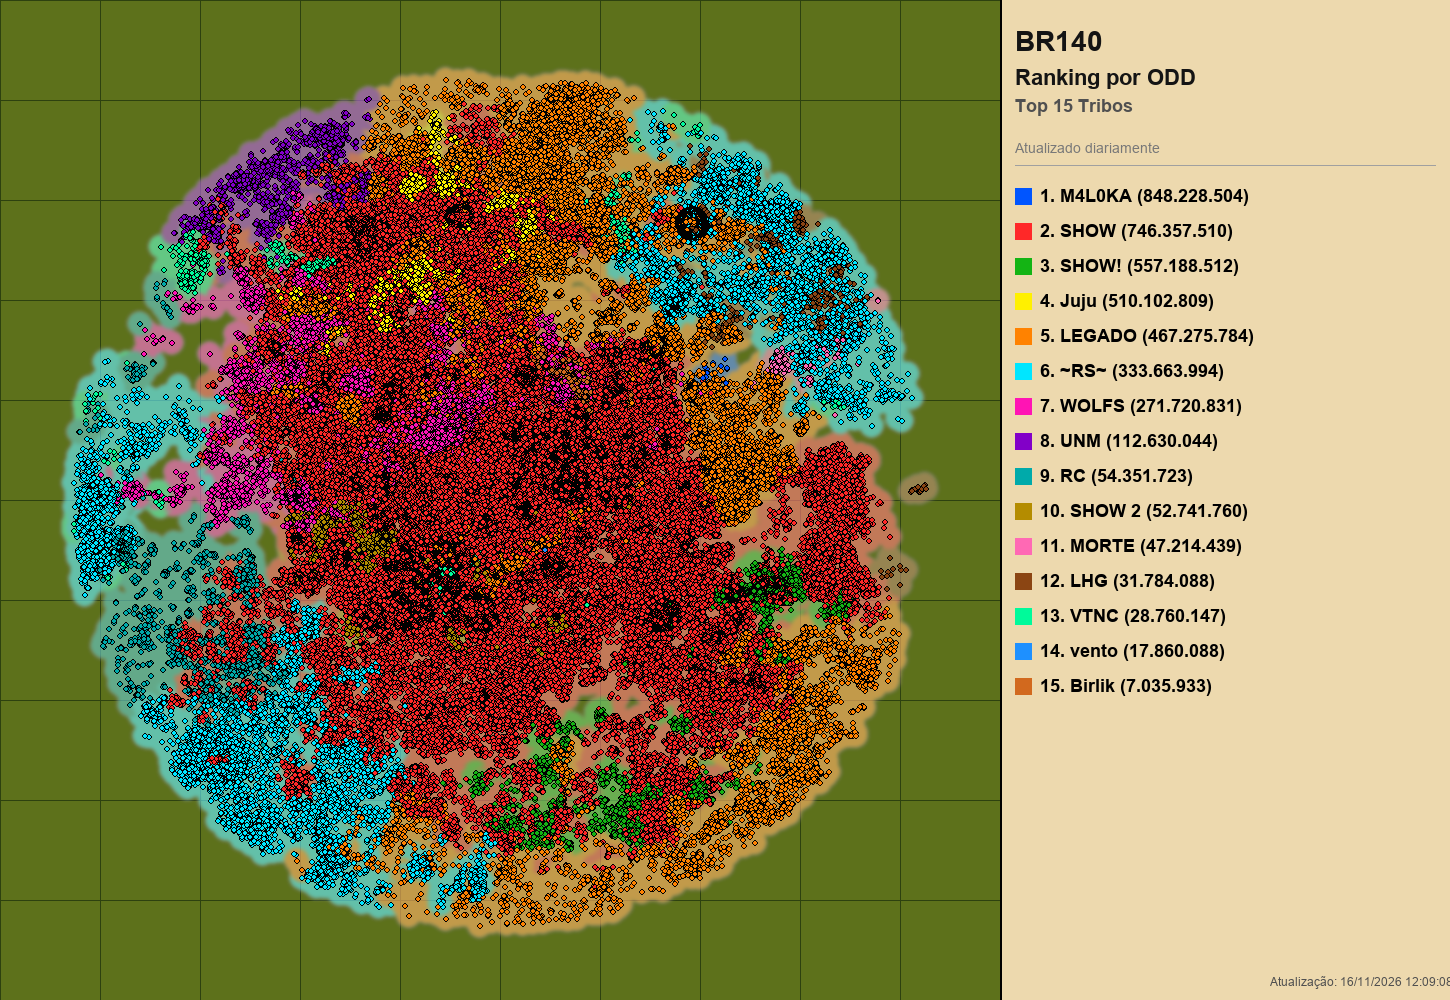 BR140
Ranking por ODD
Top 15 Tribos
Atualizado diariamente
1. M4L0KA (848.228.504)
2. SHOW (746.357.510)
3. SHOW! (557.188.512)
4. Juju (510.102.809)
5. LEGADO (467.275.784)
6. ~RS~ (333.663.994)
7. WOLFS (271.720.831)
8. UNM (112.630.044)
9. RC (54.351.723)
10. SHOW 2 (52.741.760)
11. MORTE (47.214.439)
12. LHG (31.784.088)
13. VTNC (28.760.147)
14. vento (17.860.088)
15. Birlik (7.035.933)
Atualização: 16/11/2026 12:09:08